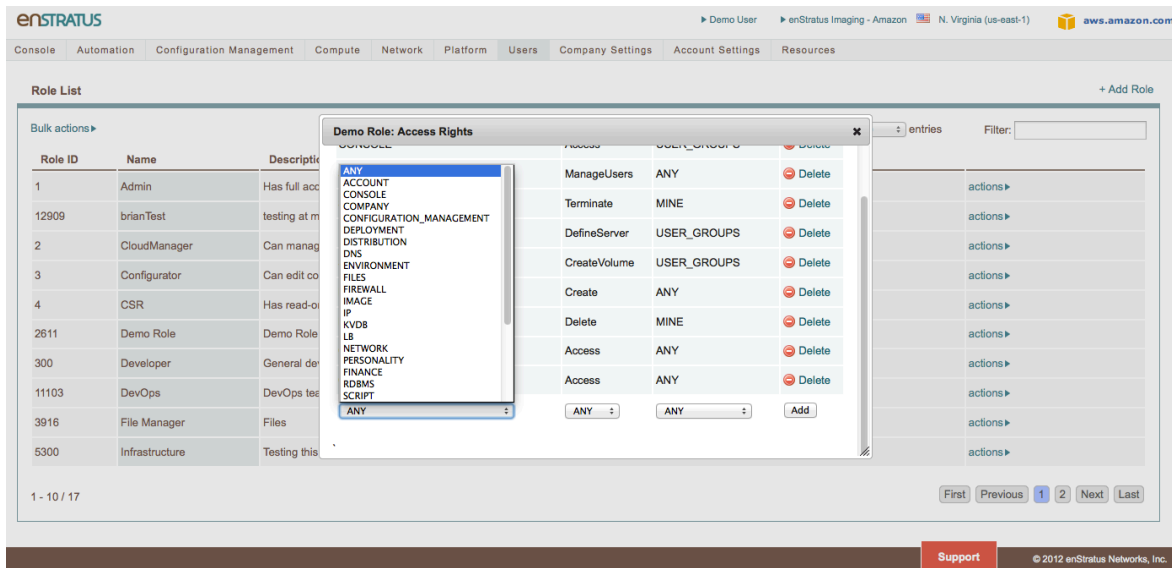 enSTRATUS
Demo User
enStratus Imaging - Amazon
N. Virginia (us-east-1)
aws.amazon.com
Console Automation Configuration Management Compute Network Platform Users Company Settings Account Settings Resources
Role List
+ Add Role
Bulk actions
Demo Role: Access Rights
entries
Filter:
Role ID Name Descriptio
CONSOLE Access USER_GROUPS Delete
ManageUsers ANY Delete
Terminate MINE Delete
DefineServer USER_GROUPS Delete
CreateVolume USER_GROUPS Delete
Create ANY Delete
Delete MINE Delete
Access ANY Delete
Access ANY Delete
ANY
ACCOUNT
CONSOLE
COMPANY
CONFIGURATION_MANAGEMENT
DEPLOYMENT
DISTRIBUTION
DNS
ENVIRONMENT
FILES
FIREWALL
IMAGE
IP
KVDB
LB
NETWORK
PERSONALITY
FINANCE
RDBMS
SCRIPT
ANY ANY ANY Add
1 Admin Has full acc actions
12909 brianTest testing at m actions
2 CloudManager Can manag actions
3 Configurator Can edit co actions
4 CSR Has read-o actions
2611 Demo Role Demo Role actions
300 Developer General de actions
11103 DevOps DevOps tea actions
3916 File Manager Files actions
5300 Infrastructure Testing this actions
1 - 10 / 17
First Previous 1 2 Next Last
Support
© 2012 enStratus Networks, Inc.